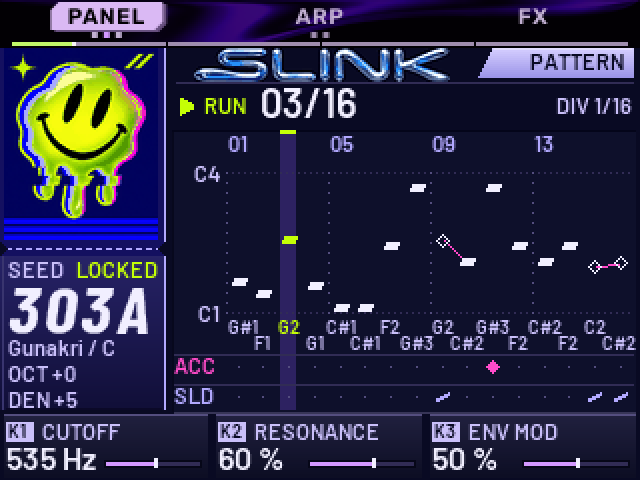 PANEL ARP FX
SLINK PATTERN
RUN 03/16 DIV 1/16
01 05 09 13
C4
C1
G#1 F1 G2 G1 C#1 C#1 F2 G#3 G2 C#2 G#3 F2 C#2 F2 C2 C#2
ACC
SLD
SEED LOCKED
303A
Gunakri / C
OCT +0
DEN +5
K1 CUTOFF
535 Hz
K2 RESONANCE
60 %
K3 ENV MOD
50 %